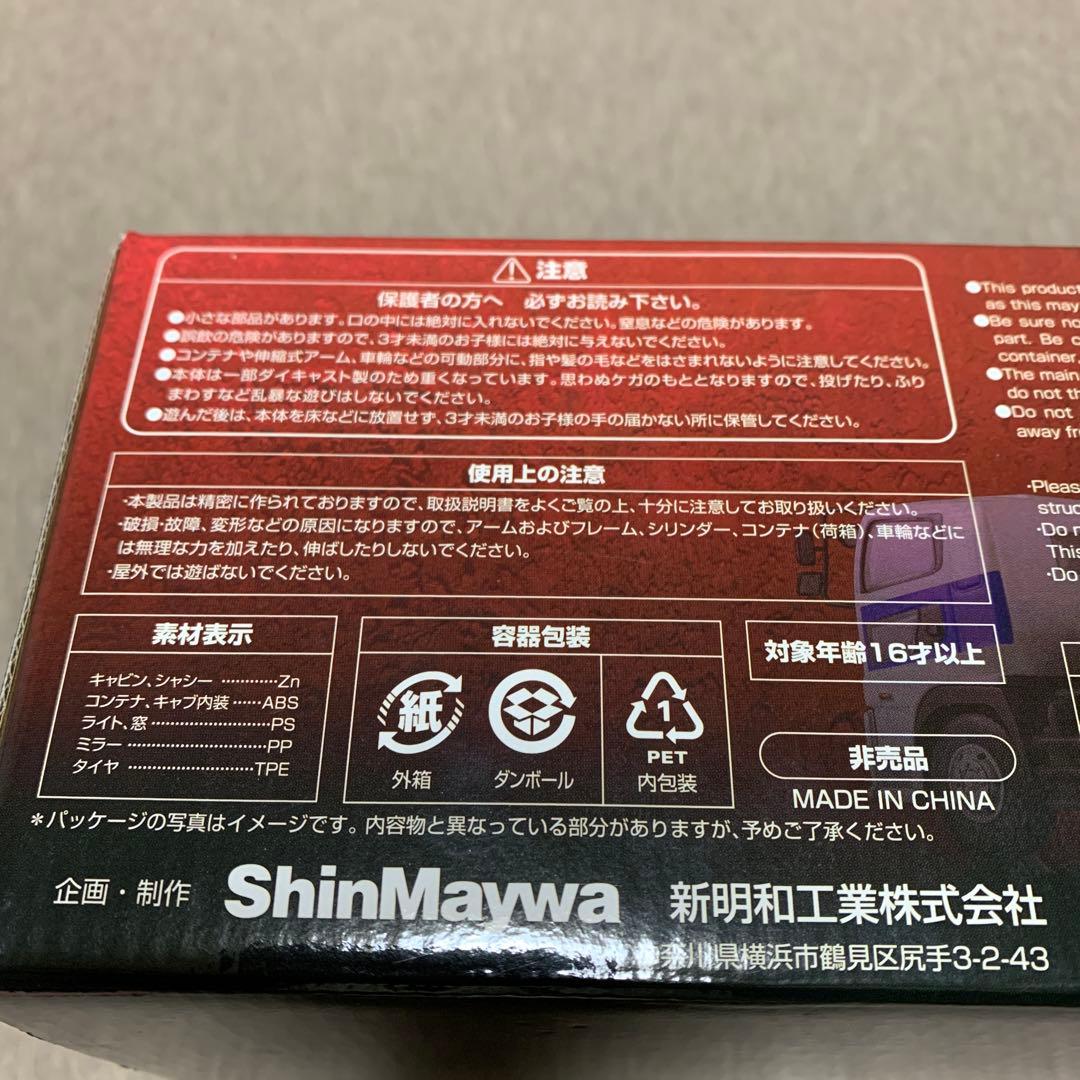 ⚠注意
保護者の方へ 必ずお読み下さい。
●小さな部品があります。口の中には絶対に入れないでください。窒息などの危険があります。
●誤飲の危険がありますので、3才未満のお子様には絶対に与えないでください。
●コンテナや伸縮式アーム、車輪などの可動部分に、指や髪の毛などをはさまれないように注意してください。
●本体は一部ダイキャスト製のため重くなっています。思わぬケガのもととなりますので、投げたり、ふり
まわすなど乱暴な遊びはしないでください。
●遊んだ後は、本体を床などに放置せず、3才未満のお子様の手の届かない所に保管してください。
使用上の注意
・本製品は精密に作られておりますので、取扱説明書をよくご覧の上、十分に注意してお取り扱いください。
・破損・故障、変形などの原因になりますので、アームおよびフレーム、シリンダー、コンテナ(荷箱)、車輪などに
は無理な力を加えたり、伸ばしたりしないでください。
・屋外では遊ばないでください。
素材表示
キャビン、シャシー …………Zn
コンテナ、キャブ内装 ……ABS
ライト、窓 ………………………PS
ミラー ……………………………PP
タイヤ …………………………TPE
容器包装
紙
外箱
ダンボール
1
PET
内包装
対象年齢16才以上
非売品
MADE IN CHINA
*パッケージの写真はイメージです。内容物と異なっている部分がありますが、予めご了承ください。
企画・制作 ShinMaywa 新明和工業株式会社
神奈川県横浜市鶴見区尻手3-2-43
●This product
as this may
●Be sure no
part. Be c
container,
●The main
do not th
●Do not
away fr
・Please
struc
・Do n
This
・Do